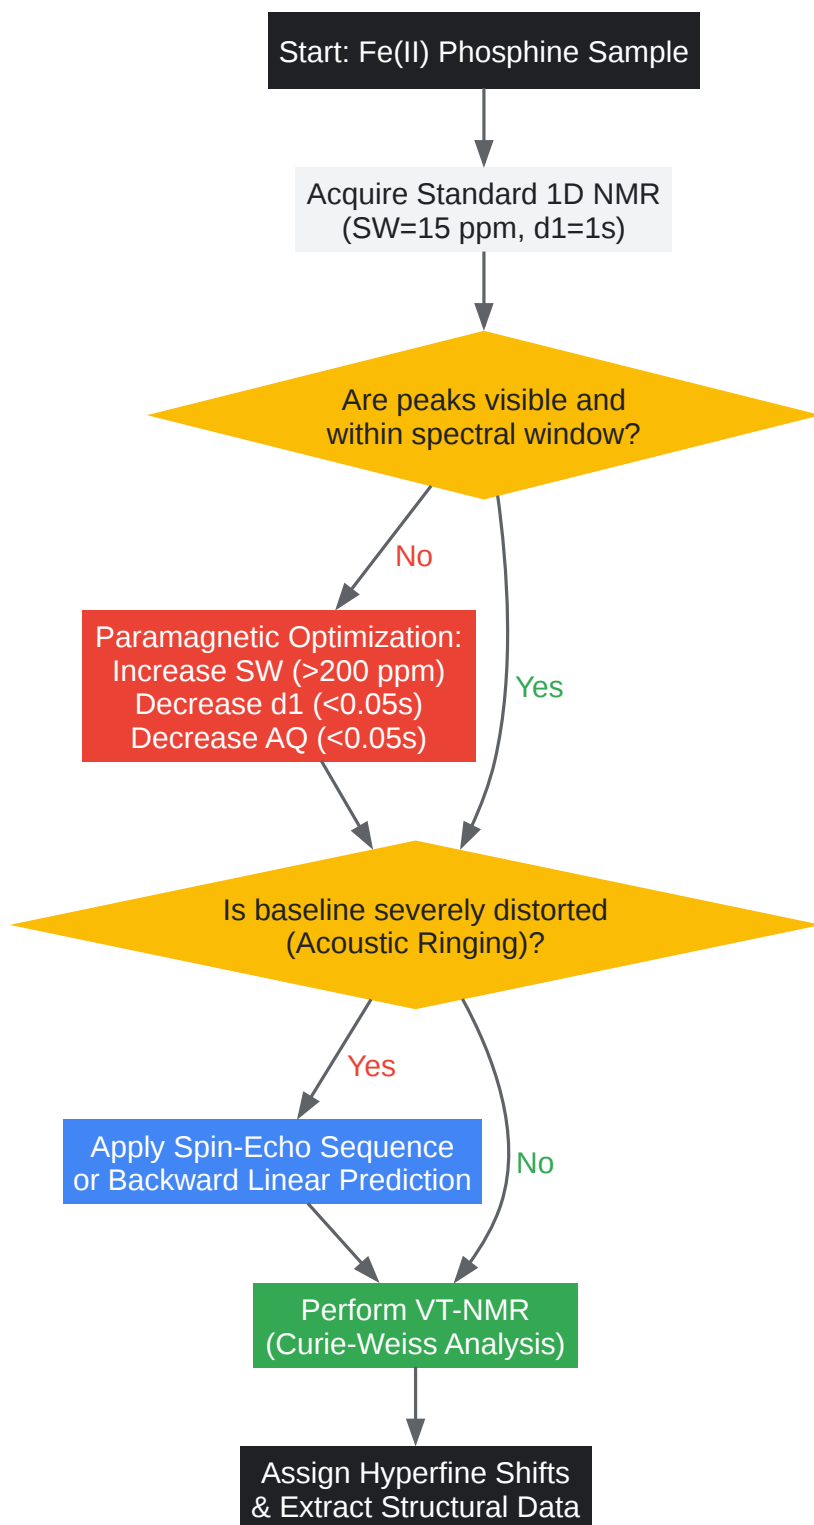 Start: Fe(II) Phosphine Sample
Acquire Standard 1D NMR
(SW=15 ppm, d1=1s)
Are peaks visible and
within spectral window?
No
Yes
Paramagnetic Optimization:
Increase SW (>200 ppm)
Decrease d1 (<0.05s)
Decrease AQ (<0.05s)
Is baseline severely distorted
(Acoustic Ringing)?
Yes
No
Apply Spin-Echo Sequence
or Backward Linear Prediction
Perform VT-NMR
(Curie-Weiss Analysis)
Assign Hyperfine Shifts
& Extract Structural Data